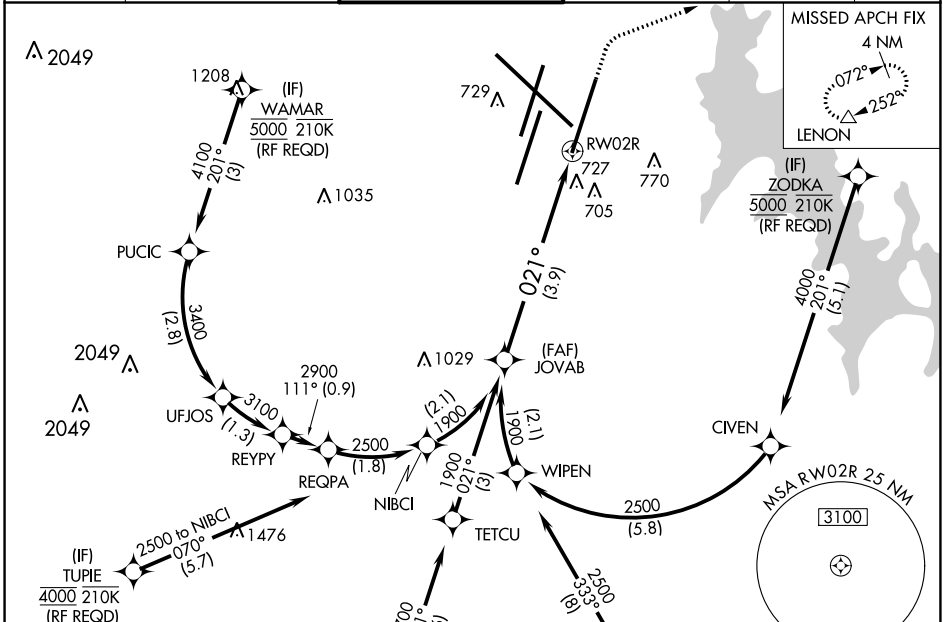 MISSED APCH FIX
4 NM
072°
252°
LENON
2049
1208
(IF)
WAMAR
5000 210K
(RF REQD)
729
RW02R
727
705
770
(IF)
ZODKA
5000 210K
(RF REQD)
4100
201°
(3)
1035
PUCIC
021°
(3.9)
4000
201°
(5.1)
3400
(2.8)
2049
2049
1029
(FAF)
JOVAB
2900
111° (0.9)
UFJOS
3100
(1.3)
REYPY
REQPA
2500
(1.8)
(2.1)
1900
NIBCI
1900
021°
(3)
(2.1)
1900
WIPEN
CIVEN
2500
(5.8)
TETCU
2500 to NIBCI
070°
(5.7)
1476
(IF)
TUPIE
4000 210K
(RF REQD)
2500
333°
(8)
MSA RW02R 25 NM
3100